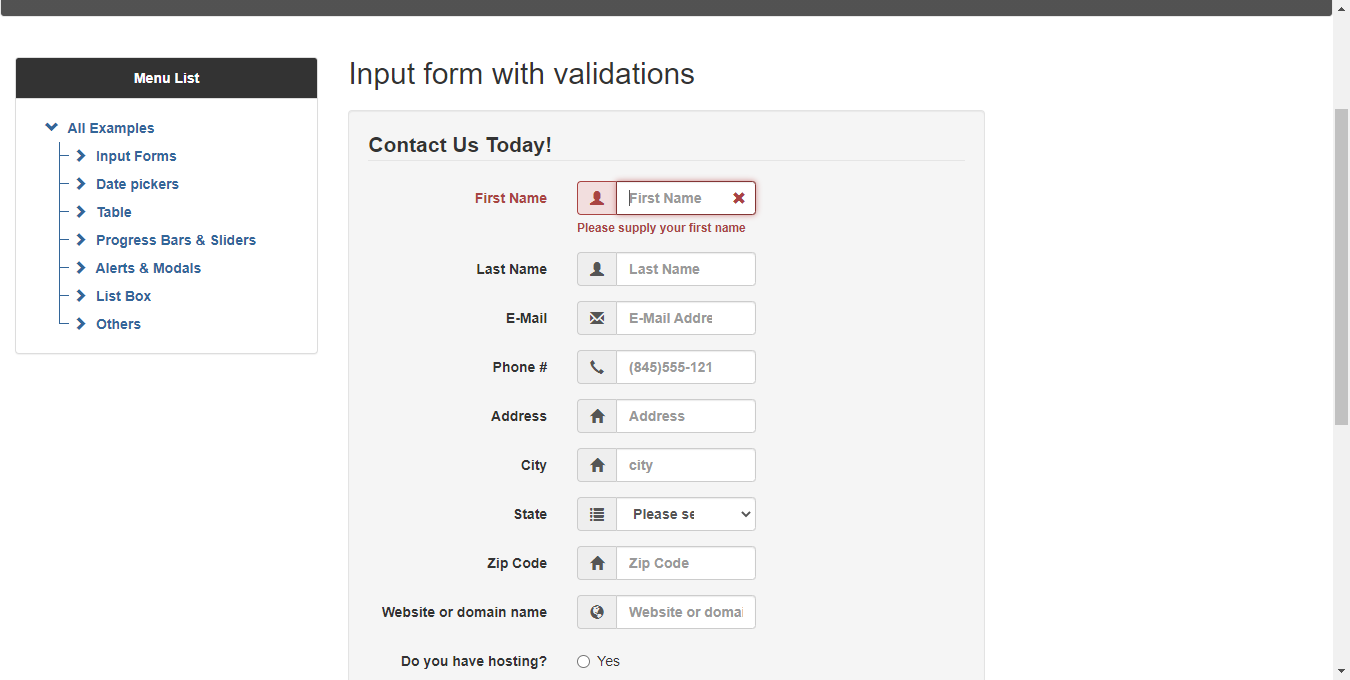 Menu List
All Examples
Input Forms
Date pickers
Table
Progress Bars & Sliders
Alerts & Modals
List Box
Others
Input form with validations
Contact Us Today!
First Name
First Name
Please supply your first name
Last Name
Last Name
E-Mail
E-Mail Addre
Phone #
(845)555-121
Address
Address
City
city
State
Please se
Zip Code
Zip Code
Website or domain name
Website or domai
Do you have hosting?
Yes